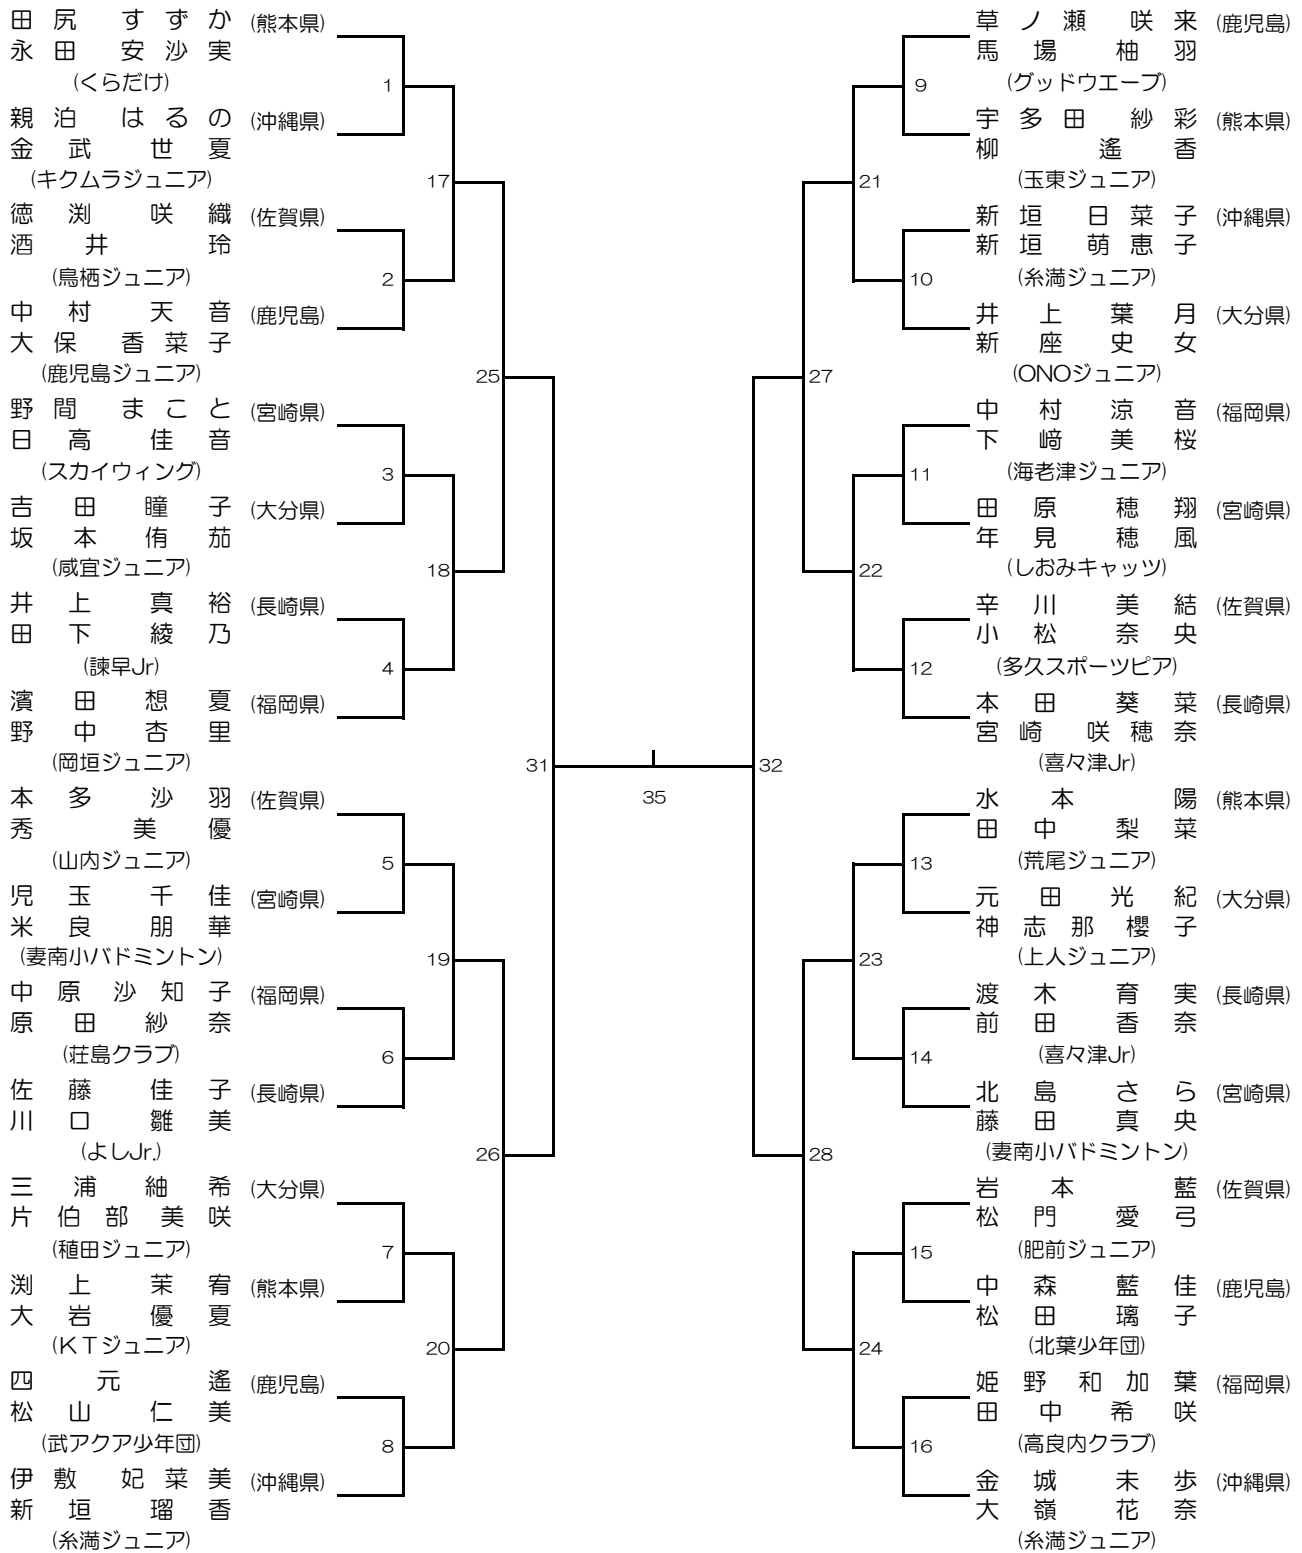 田尻 すずか (熊本県)
永田 安沙実
(くらだけ)
1
親泊 はるの (沖縄県)
金武 世夏
(キクムラジュニア)
17
徳渕 咲織 (佐賀県)
酒井 玲
(鳥栖ジュニア)
2
中村 天音 (鹿児島)
大保 香菜子
(鹿児島ジュニア)
25
野間 まこと (宮崎県)
日高 佳音
(スカイウィング)
3
吉田 瞳子 (大分県)
坂本 侑茄
(咸宜ジュニア)
18
井上 真裕 (長崎県)
田下 綾乃
(諫早Jr)
4
濱田 想夏 (福岡県)
野中 杏里
(岡垣ジュニア)
31
本多 沙羽 (佐賀県)
秀 美優
(山内ジュニア)
5
児玉 千佳 (宮崎県)
米良 朋華
(妻南小バドミントン)
19
中原 沙知子 (福岡県)
原田 紗奈
(荘島クラブ)
6
佐藤 佳子 (長崎県)
川口 雛美
(よしJr.)
26
三浦 紬希 (大分県)
片伯部 美咲
(稙田ジュニア)
7
渕上 茉宥 (熊本県)
大岩 優夏
(KTジュニア)
20
四元 遙 (鹿児島)
松山 仁美
(武アクア少年団)
8
伊敷 妃菜美 (沖縄県)
新垣 瑠香
(糸満ジュニア)
35
草ノ瀬 咲来 (鹿児島)
馬場 柚羽
(グッドウエーブ)
9
宇多田 紗彩 (熊本県)
柳 遙香
(玉東ジュニア)
21
新垣 日菜子 (沖縄県)
新垣 萌恵子
(糸満ジュニア)
10
井上 葉月 (大分県)
新座 史女
(ONOジュニア)
27
中村 涼音 (福岡県)
下﨑 美桜
(海老津ジュニア)
11
田原 穂翔 (宮崎県)
年見 穂風
(しおみキャッツ)
22
辛川 美結 (佐賀県)
小松 奈央
(多久スポーツピア)
12
本田 葵菜 (長崎県)
宮崎 咲穂奈
(喜々津Jr)
32
水本 陽 (熊本県)
田中 梨菜
(荒尾ジュニア)
13
元田 光紀 (大分県)
神志那 櫻子
(上人ジュニア)
23
渡木 育実 (長崎県)
前田 香奈
(喜々津Jr)
14
北島 さら (宮崎県)
藤田 真央
(妻南小バドミントン)
28
岩本 藍 (佐賀県)
松門 愛弓
(肥前ジュニア)
15
中森 藍佳 (鹿児島)
松田 璃子
(北葉少年団)
24
姫野 和加葉 (福岡県)
田中 希咲
(高良内クラブ)
16
金城 未歩 (沖縄県)
大嶺 花奈
(糸満ジュニア)